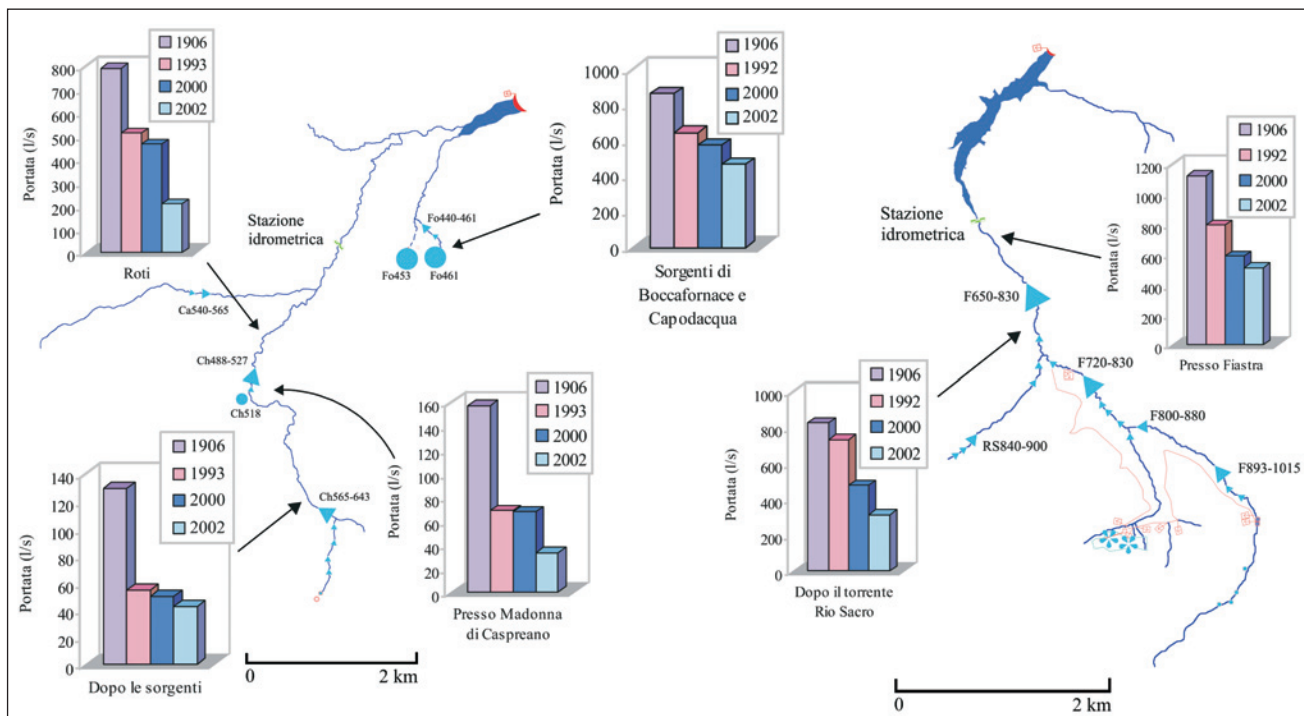 1906
1993
2000
2002
Portata (l/s)
800
700
600
500
400
300
200
100
0
Roti
Stazione
idrometrica
Ca540-565
Ch488-527
Ch518
Fo440-461
Fo453
Fo461
Portata (l/s)
1000
800
600
400
200
0
1906
1992
2000
2002
Sorgenti di
Boccafornace e
Capodacqua
1906
1993
2000
2002
Portata (l/s)
140
120
100
80
60
40
20
0
Dopo le sorgenti
Ch565-643
0
2 km
1906
1993
2000
2002
Portata (l/s)
160
140
120
100
80
60
40
20
0
Presso Madonna
di Caspreano
Stazione
idrometrica
1906
1992
2000
2002
Portata (l/s)
1200
1000
800
600
400
200
0
Presso Fiastra
F650-830
F720-830
F800-880
RS840-900
F893-1015
1906
1992
2000
2002
Portata (l/s)
1000
800
600
400
200
0
Dopo il torrente
Rio Sacro
0
2 km